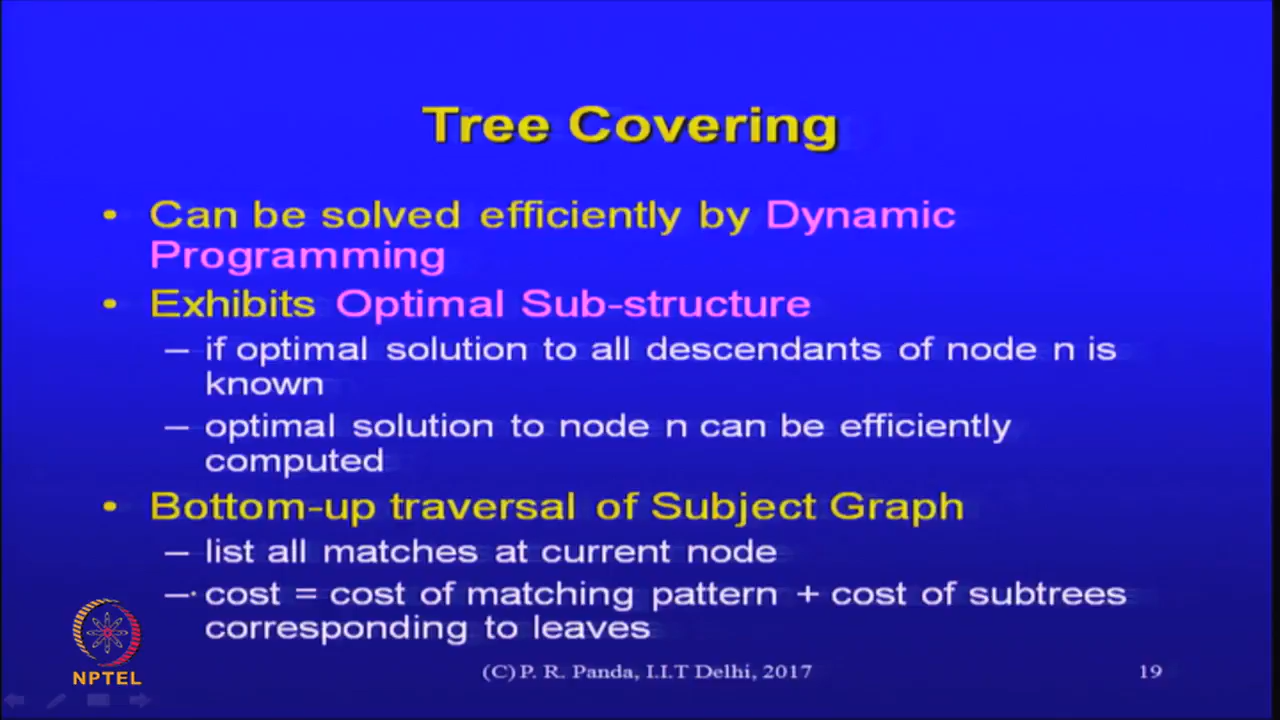 Tree Covering
• Can be solved efficiently by Dynamic
Programming
• Exhibits Optimal Sub-structure
– if optimal solution to all descendants of node n is
known
– optimal solution to node n can be efficiently
computed
• Bottom-up traversal of Subject Graph
– list all matches at current node
– cost = cost of matching pattern + cost of subtrees
corresponding to leaves
NPTEL
(C) P. R. Panda, I.I.T Delhi, 2017
19